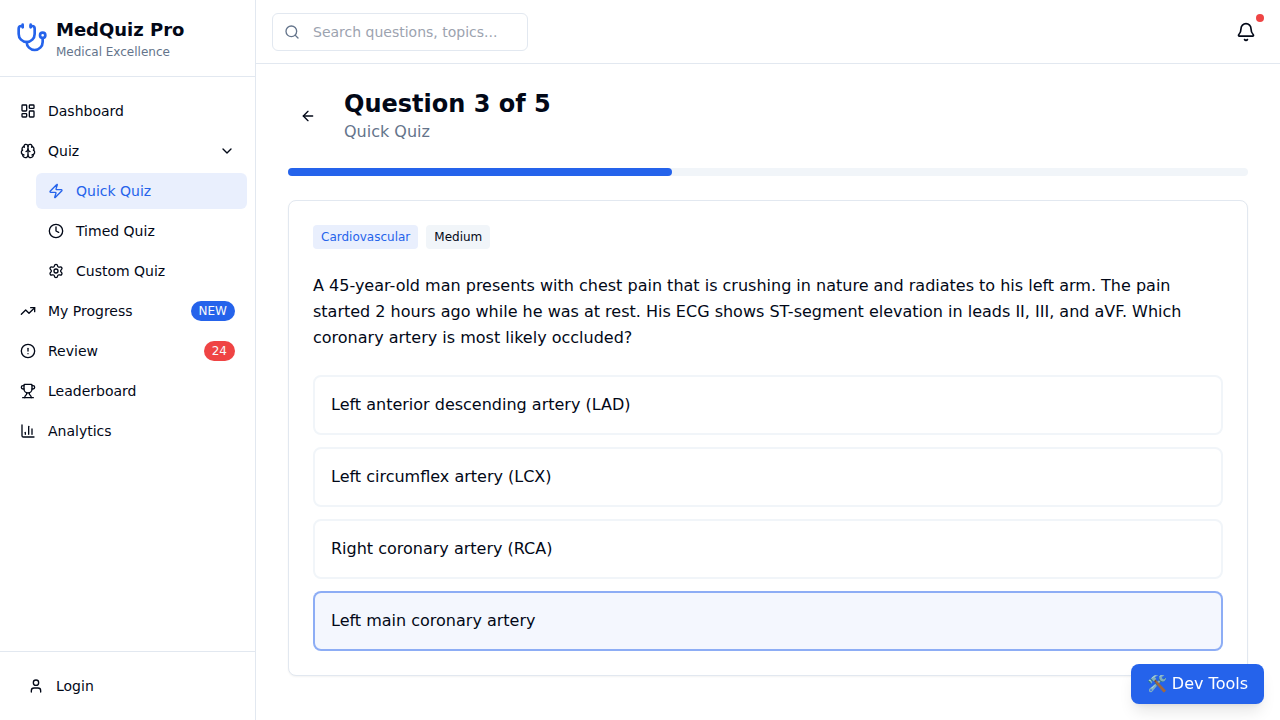 MedQuiz Pro
Medical Excellence
Dashboard
Quiz
Quick Quiz
Timed Quiz
Custom Quiz
My Progress NEW
Review 24
Leaderboard
Analytics
Login
Search questions, topics...
Question 3 of 5
Quick Quiz
Cardiovascular Medium
A 45-year-old man presents with chest pain that is crushing in nature and radiates to his left arm. The pain
started 2 hours ago while he was at rest. His ECG shows ST-segment elevation in leads II, III, and aVF. Which
coronary artery is most likely occluded?
Left anterior descending artery (LAD)
Left circumflex artery (LCX)
Right coronary artery (RCA)
Left main coronary artery
🛠️ Dev Tools